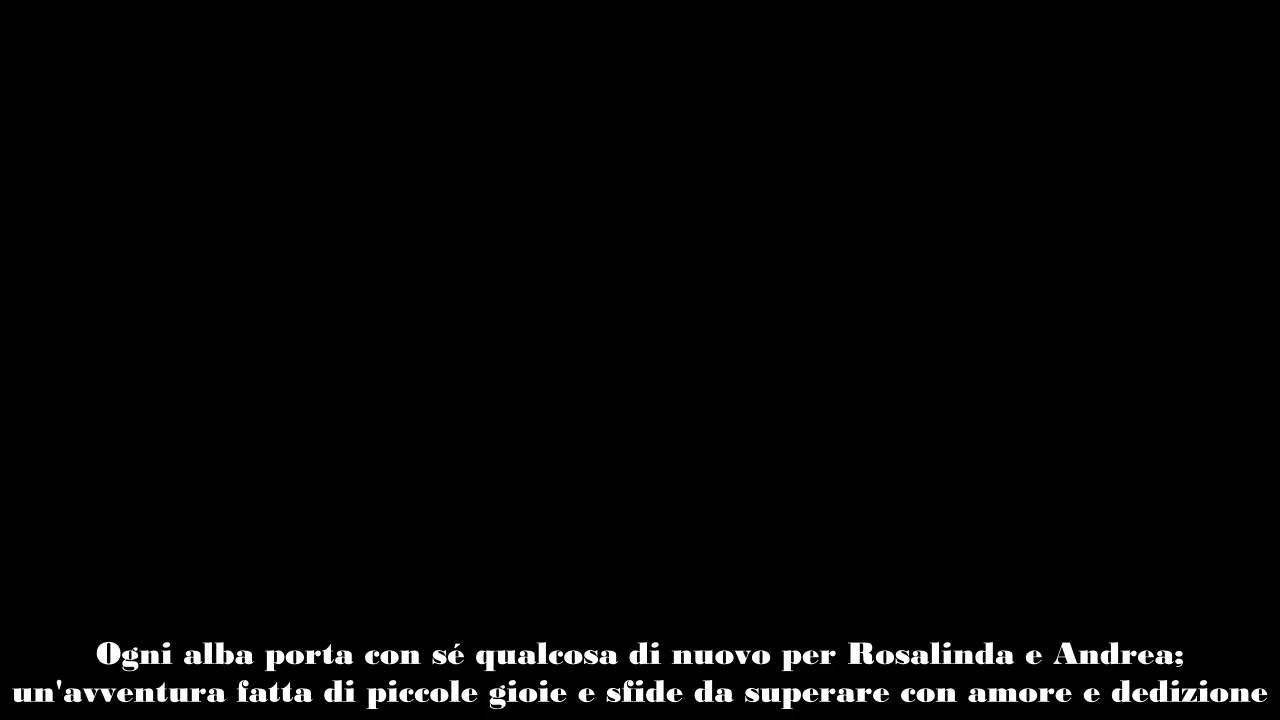 Ogni alba porta con sé qualcosa di nuovo per Rosalinda e Andrea;
un'avventura fatta di piccole gioie e sfide da superare con amore e dedizione